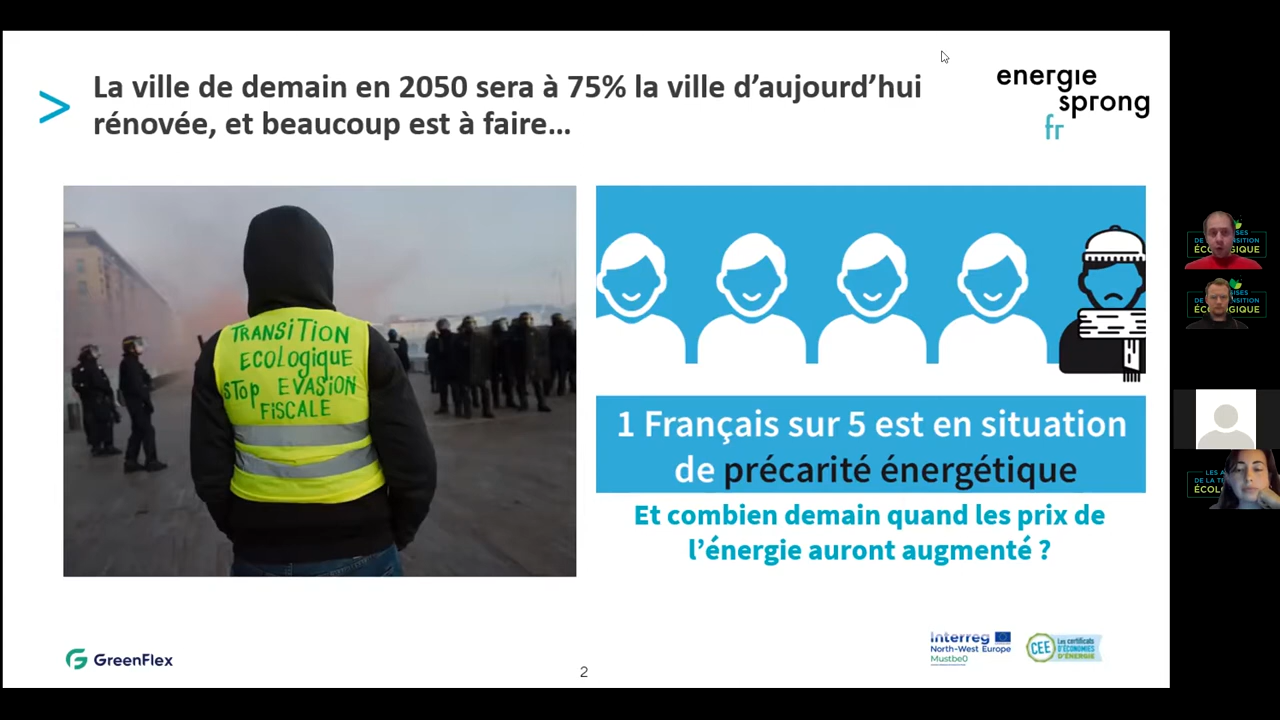 La ville de demain en 2050 sera à 75% la ville d’aujourd’hui
rénovée, et beaucoup est à faire…
energie
sprong
fr
TRANSITION
ECOLOGIQUE
STOP EVASION
FISCALE
1 Français sur 5 est en situation
de précarité énergétique
Et combien demain quand les prix de
l’énergie auront augmenté ?
GreenFlex
2
Interreg
North-West Europe
Mustbe0
CEE
Les certificats
D'ÉCONOMIES
D'ÉNERGIE
ÉCOLOGIQUE